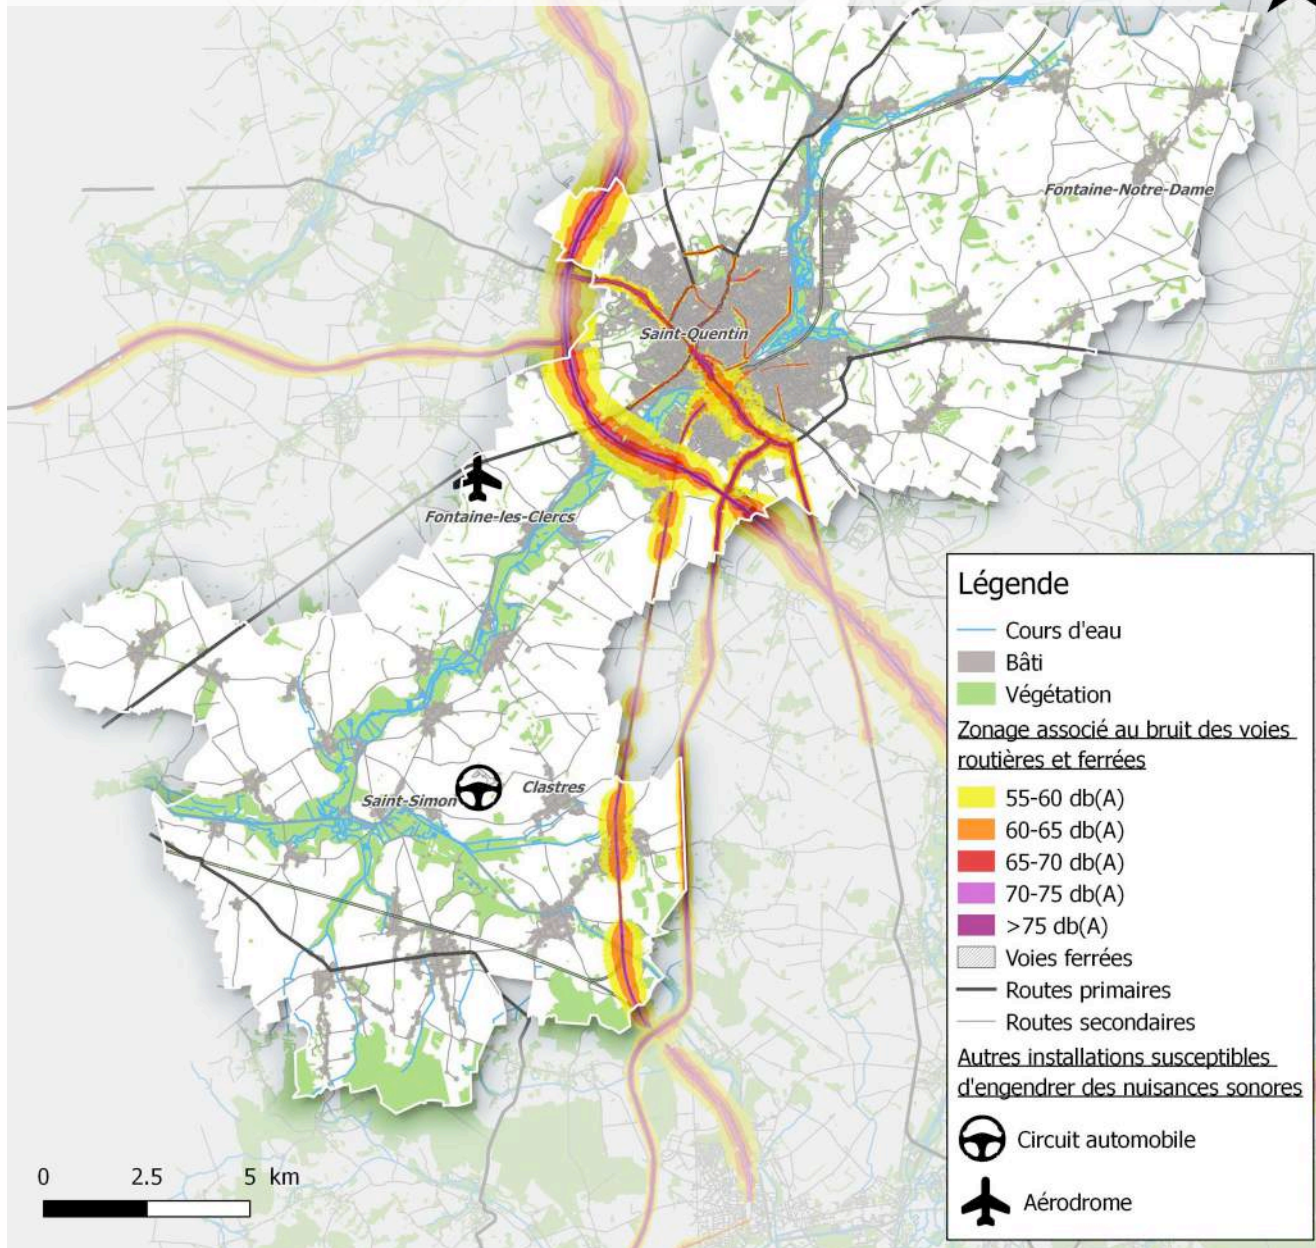 Fontaine-Notre-Dame
Saint-Quentin
Fontaine-les-Clercs
Saint-Simon
Clastres
Légende
Cours d'eau
Bâti
Végétation
Zonage associé au bruit des voies
routières et ferrées
55-60 db(A)
60-65 db(A)
65-70 db(A)
70-75 db(A)
>75 db(A)
Voies ferrées
Routes primaires
Routes secondaires
Autres installations susceptibles
d'engendrer des nuisances sonores
Circuit automobile
Aérodrome
0 2.5 5 km